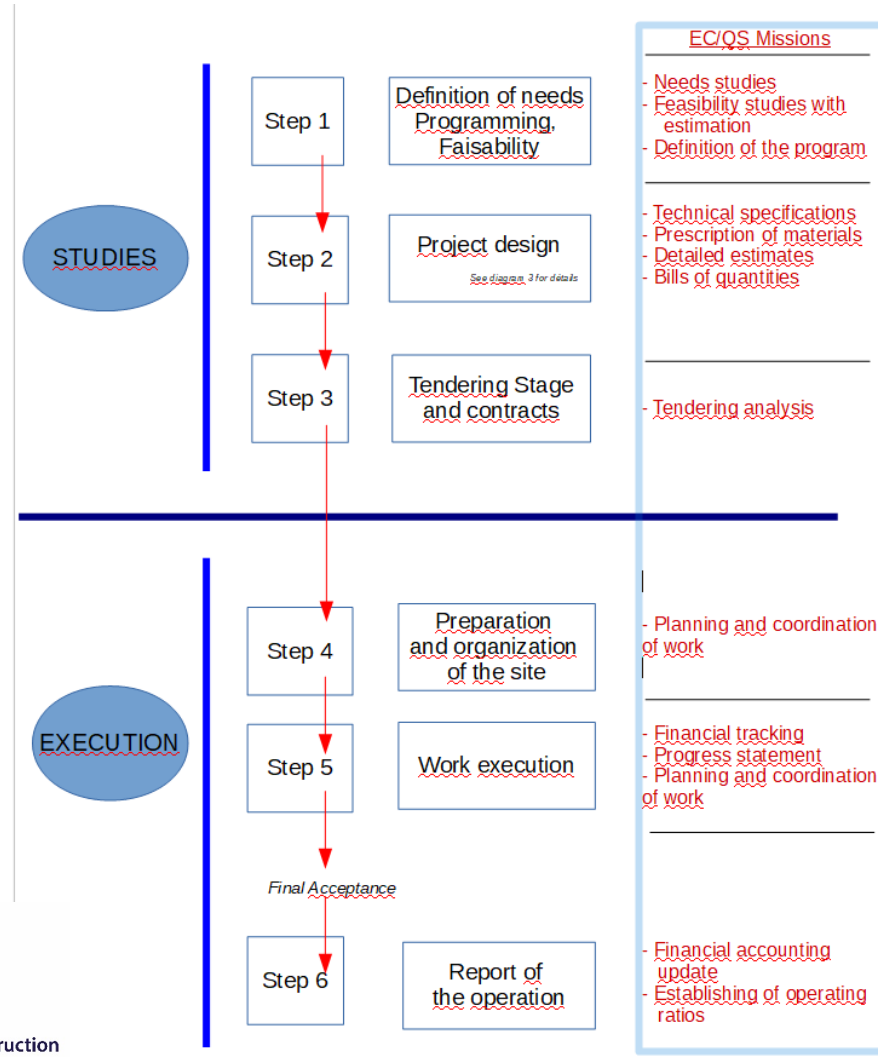 EC/QS Missions
Step 1
Definition of needs
Programming,
Faisability
- Needs studies
- Feasibility studies with
estimation
- Definition of the program
STUDIES
Step 2
Project design
See diagram 3 for détails
- Technical specifications
- Prescription of materials
- Detailed estimates
- Bills of quantities
Step 3
Tendering Stage
and contracts
- Tendering analysis
Step 4
Preparation
and organization
of the site
- Planning and coordination
of work
EXECUTION
Step 5
Work execution
- Financial tracking
- Progress statement
- Planning and coordination
of work
Final Acceptance
Step 6
Report of
the operation
- Financial accounting
update
- Establishing of operating
ratios
ruction